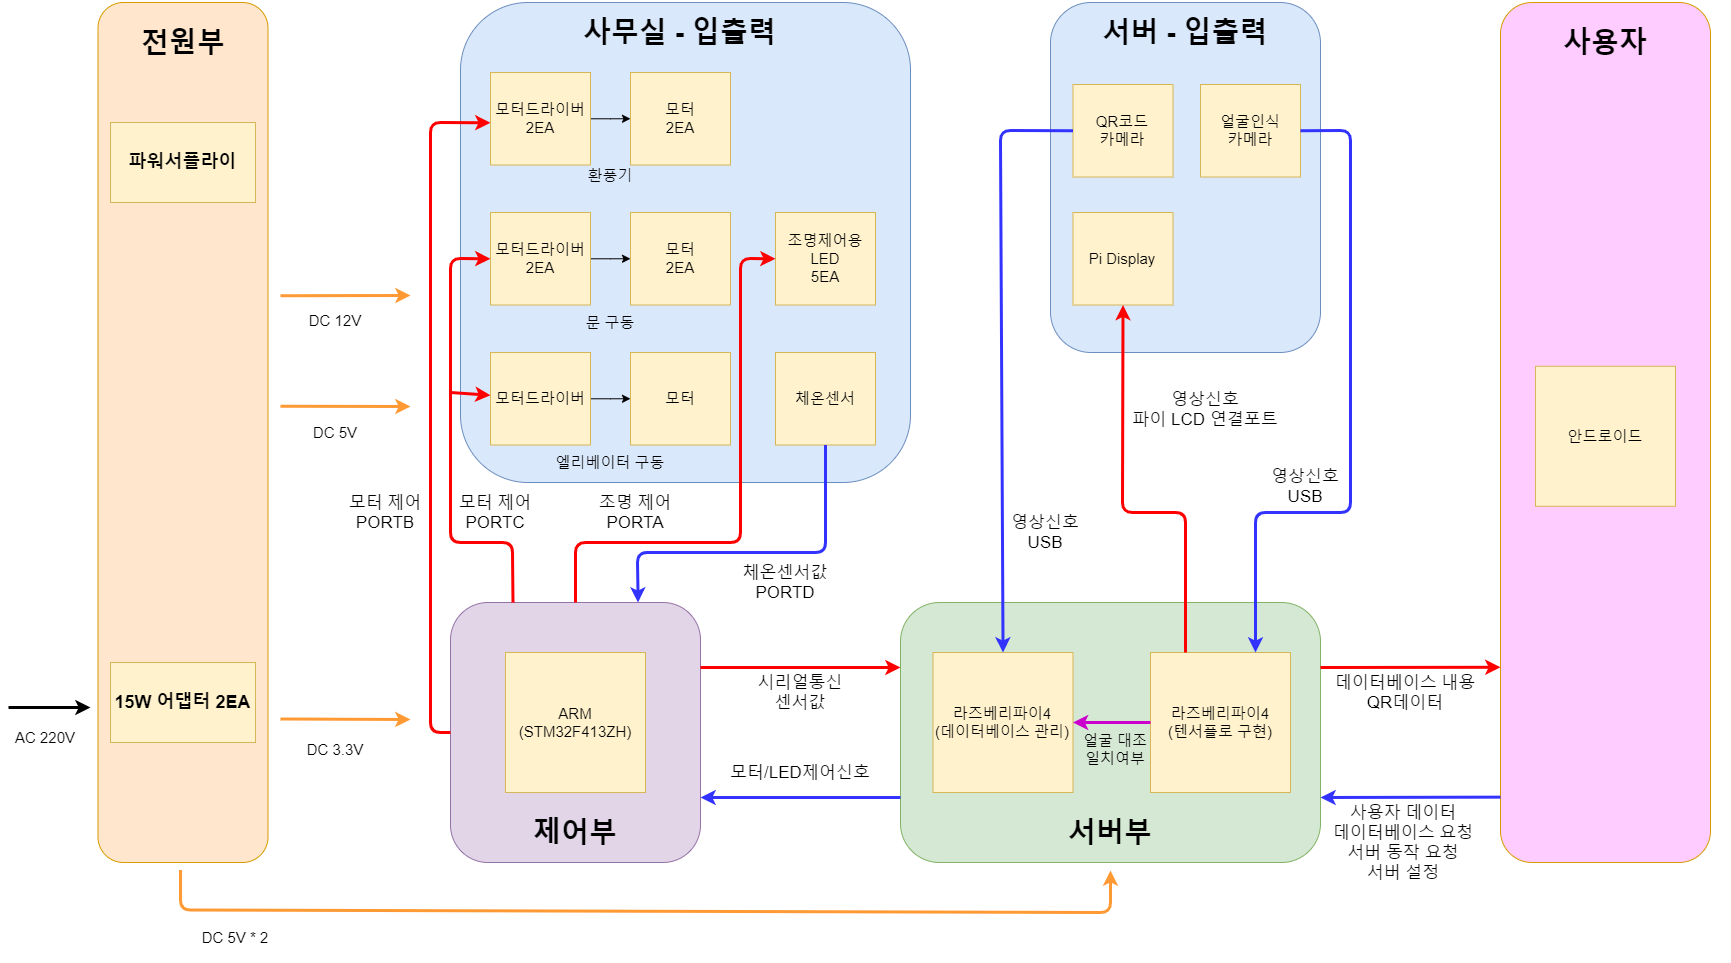 전원부
파워서플라이
15W 어댑터 2EA
AC 220V
DC 12V
DC 5V
DC 3.3V
DC 5V * 2
사무실 - 입출력
모터드라이버
2EA
모터
2EA
환풍기
모터드라이버
2EA
모터
2EA
문 구동
조명제어용
LED
5EA
모터드라이버
모터
엘리베이터 구동
체온센서
모터 제어
PORTB
모터 제어
PORTC
조명 제어
PORTA
체온센서값
PORTD
서버 - 입출력
QR코드
카메라
얼굴인식
카메라
Pi Display
영상신호
파이 LCD 연결포트
영상신호
USB
영상신호
USB
ARM
(STM32F413ZH)
제어부
시리얼통신
센서값
모터/LED제어신호
라즈베리파이4
(데이터베이스 관리)
얼굴 대조
일치여부
라즈베리파이4
(텐서플로 구현)
서버부
데이터베이스 내용
QR데이터
사용자 데이터
데이터베이스 요청
서버 동작 요청
서버 설정
사용자
안드로이드